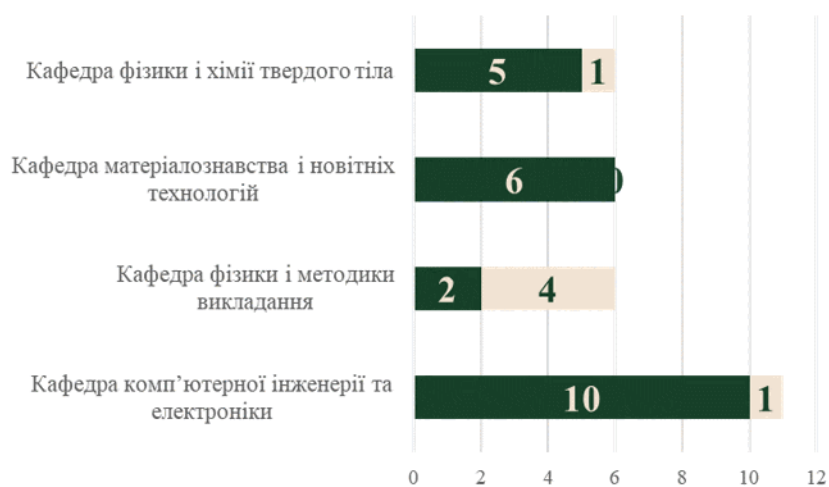 Кафедра фізики і хімії твердого тіла
5 1
Кафедра матеріалознавства і новітніх
технологій
6 0
Кафедра фізики і методики
викладання
2 4
Кафедра комп’ютерної інженерії та
електроніки
10 1
0 2 4 6 8 10 12